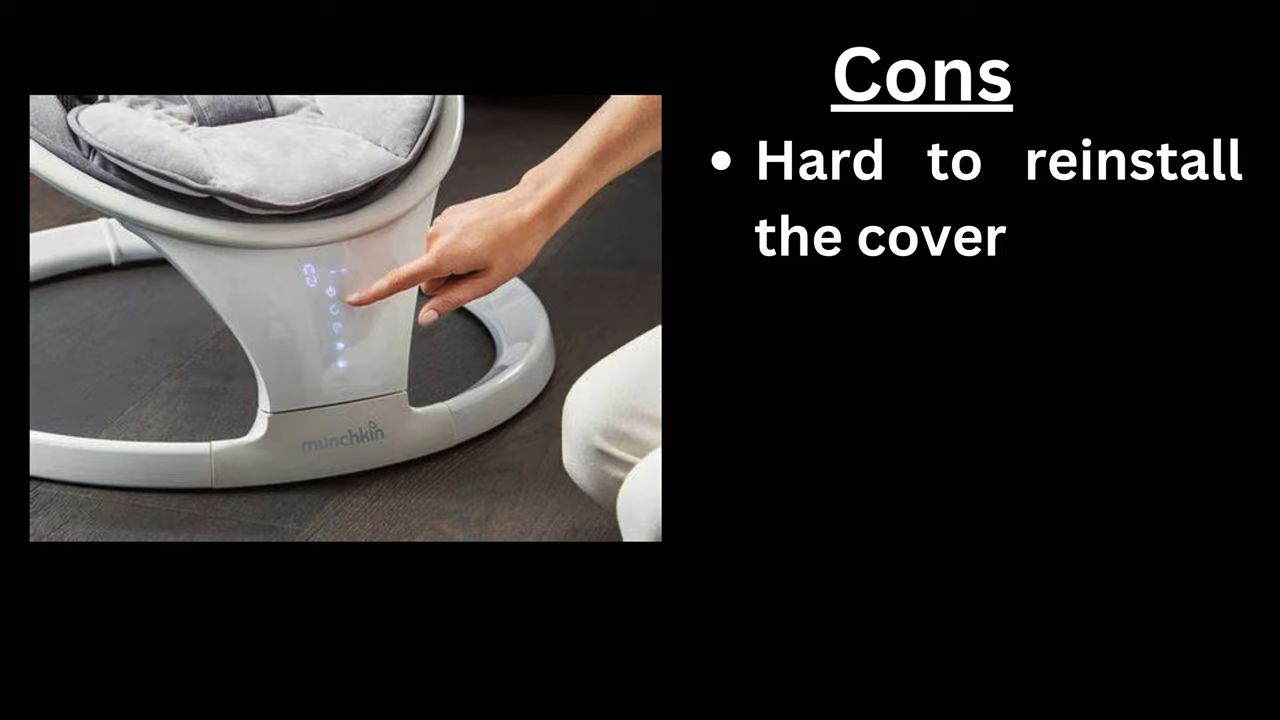 Cons
• Hard to reinstall
the cover
munchkin